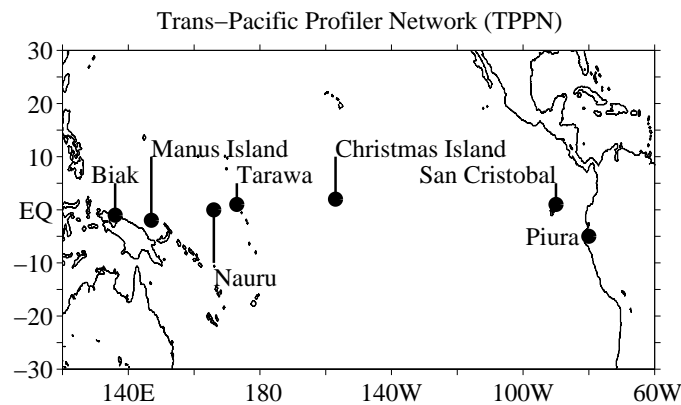 Trans−Pacific Profiler Network (TPPN)
30
20
10
EQ
−10
−20
−30
Manus Island
Christmas Island
Biak
Tarawa
San Cristobal
Piura
Nauru
140E
180
140W
100W
60W